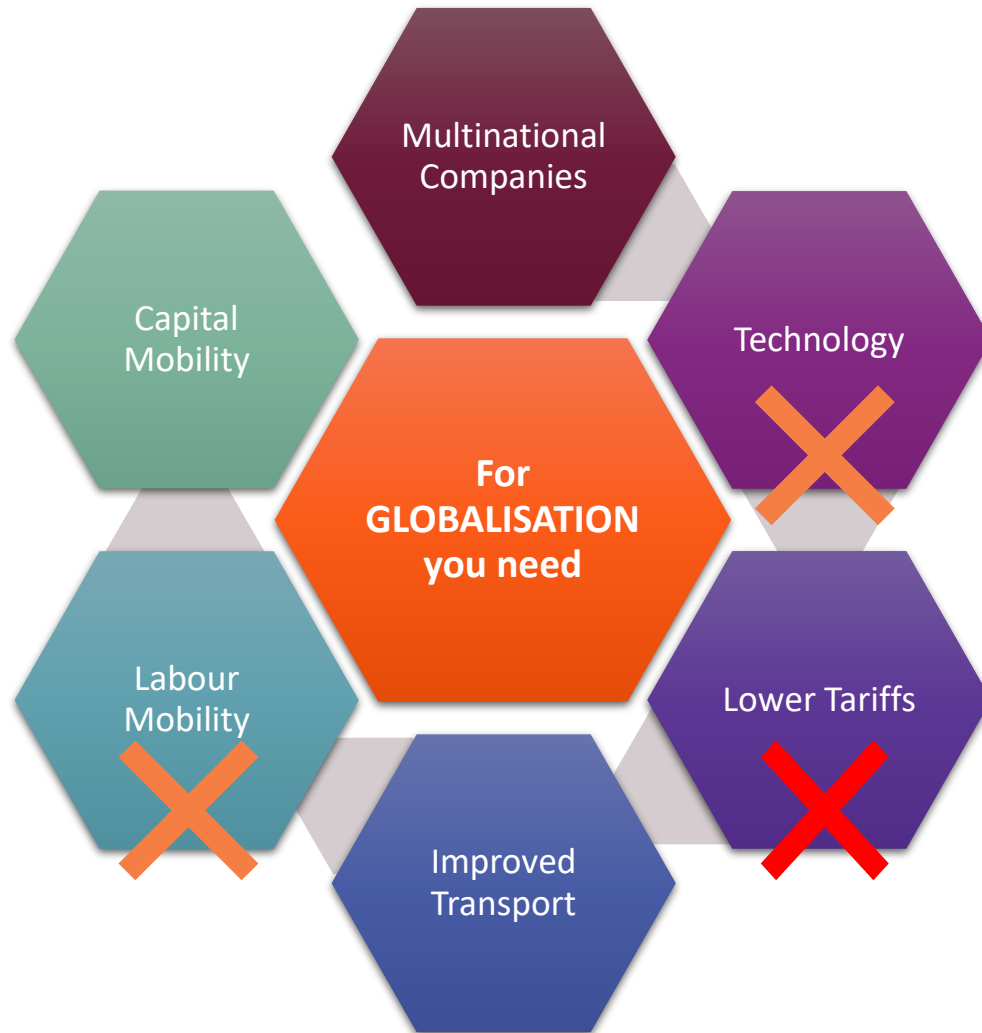 Multinational
Companies
Technology
Lower Tariffs
Improved
Transport
Labour
Mobility
Capital
Mobility
For
GLOBALISATION
you need